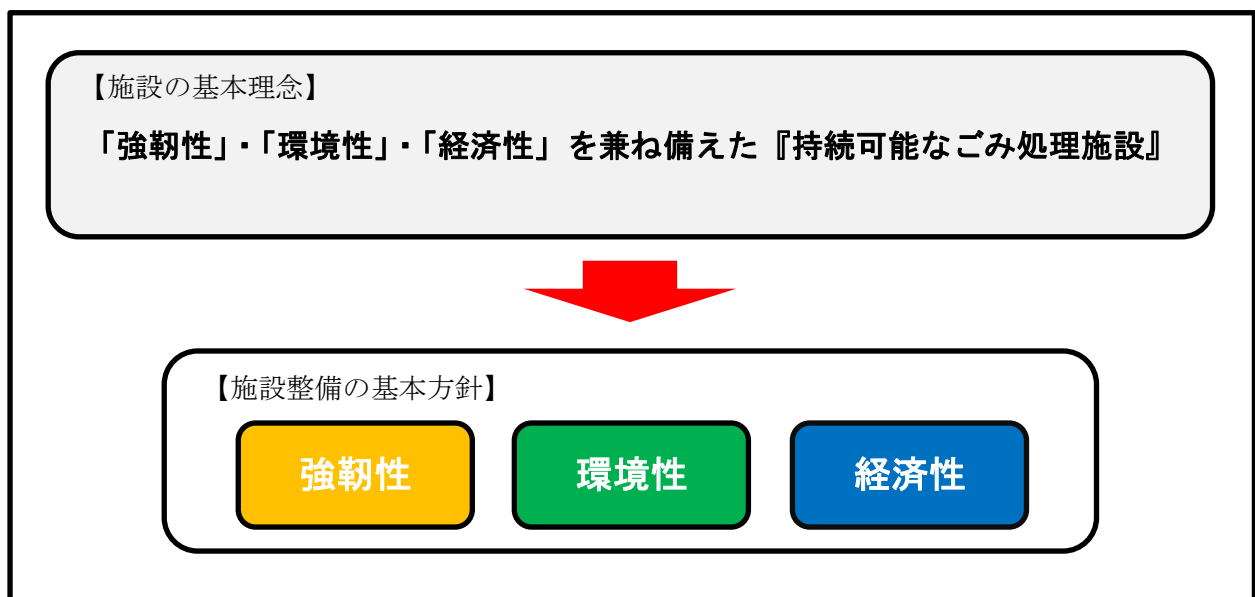 【施設の基本理念】
「強靭性」・「環境性」・「経済性」を兼ね備えた『持続可能なごみ処理施設』
【施設整備の基本方針】
強靭性
環境性
経済性